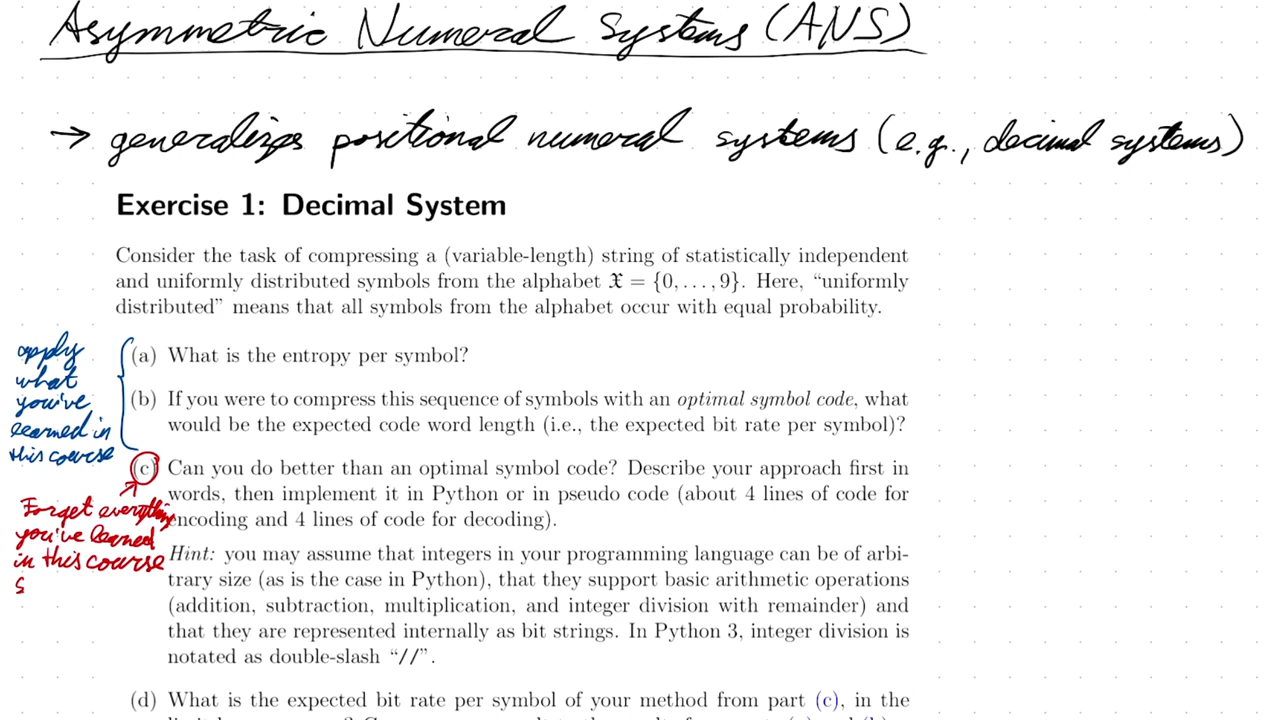 Asymmetric Numeral Systems (ANS)
→ generalizes positional numeral systems (e.g., decimal systems)
Exercise 1: Decimal System
Consider the task of compressing a (variable-length) string of statistically independent
and uniformly distributed symbols from the alphabet 𝔛 = {0, . . . , 9}. Here, “uniformly
distributed” means that all symbols from the alphabet occur with equal probability.
apply
what
you've
learned in
this course
(a) What is the entropy per symbol?
(b) If you were to compress this sequence of symbols with an optimal symbol code, what
would be the expected code word length (i.e., the expected bit rate per symbol)?
(c) Can you do better than an optimal symbol code? Describe your approach first in
words, then implement it in Python or in pseudo code (about 4 lines of code for
encoding and 4 lines of code for decoding).
Forget everything
you've learned
in this course
s
Hint: you may assume that integers in your programming language can be of arbi-
trary size (as is the case in Python), that they support basic arithmetic operations
(addition, subtraction, multiplication, and integer division with remainder) and
that they are represented internally as bit strings. In Python 3, integer division is
notated as double-slash “//”.
(d) What is the expected bit rate per symbol of your method from part (c), in the